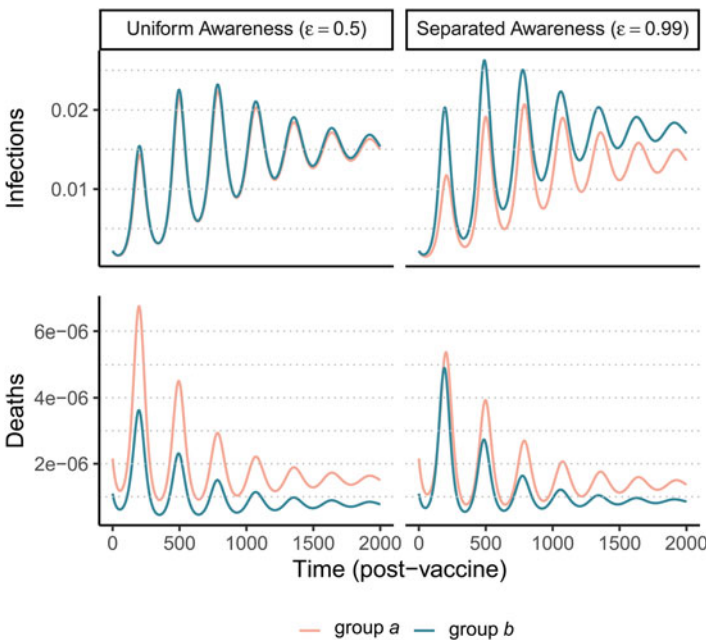 Uniform Awareness (ε = 0.5)
Separated Awareness (ε = 0.99)
Infections
0.02
0.01
Deaths
6e−06
4e−06
2e−06
0 500 1000 1500 2000
0 500 1000 1500 2000
Time (post−vaccine)
group a
group b